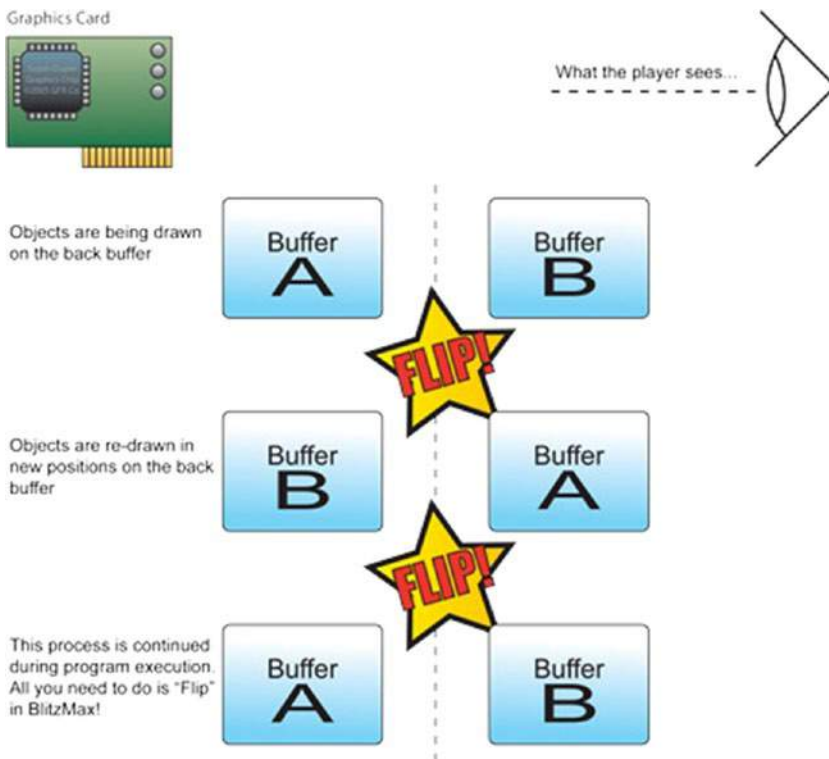 Graphics Card
What the player sees...
Objects are being drawn
on the back buffer
Buffer
A
Buffer
B
FLIP!
Objects are re-drawn in
new positions on the back
buffer
Buffer
B
Buffer
A
FLIP!
This process is continued
during program execution.
All you need to do is “Flip”
in BlitzMax!
Buffer
A
Buffer
B